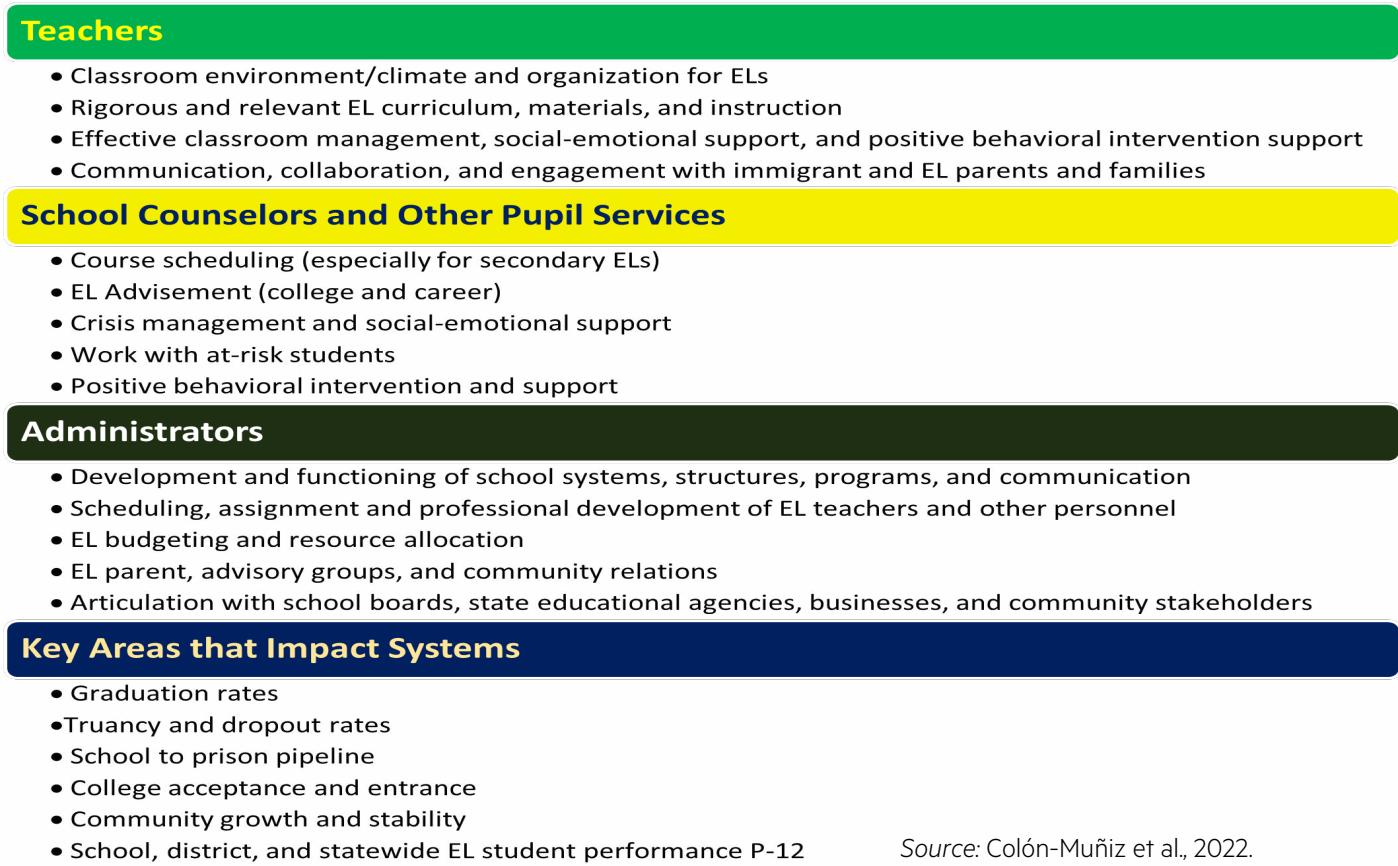 Teachers
• Classroom environment/climate and organization for ELs
• Rigorous and relevant EL curriculum, materials, and instruction
• Effective classroom management, social-emotional support, and positive behavioral intervention support
• Communication, collaboration, and engagement with immigrant and EL parents and families
School Counselors and Other Pupil Services
• Course scheduling (especially for secondary ELs)
• EL Advisement (college and career)
• Crisis management and social-emotional support
• Work with at-risk students
• Positive behavioral intervention and support
Administrators
• Development and functioning of school systems, structures, programs, and communication
• Scheduling, assignment and professional development of EL teachers and other personnel
• EL budgeting and resource allocation
• EL parent, advisory groups, and community relations
• Articulation with school boards, state educational agencies, businesses, and community stakeholders
Key Areas that Impact Systems
• Graduation rates
•Truancy and dropout rates
• School to prison pipeline
• College acceptance and entrance
• Community growth and stability
• School, district, and statewide EL student performance P-12
Source: Colón-Muñiz et al., 2022.